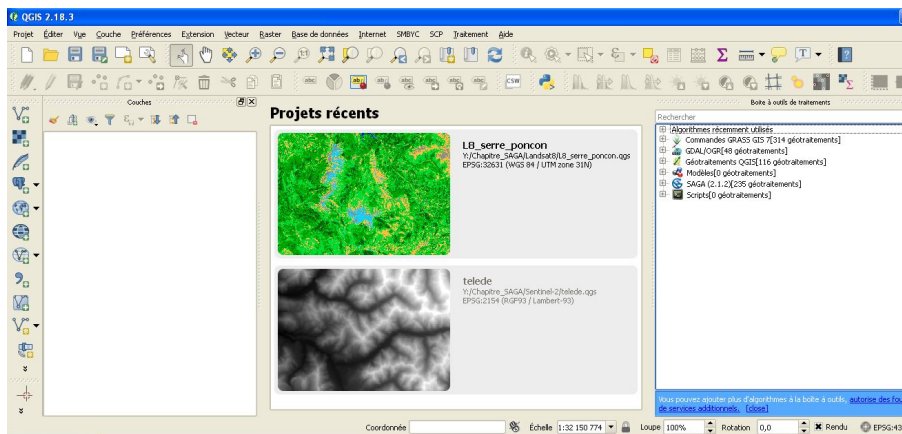 QGIS 2.18.3
Projet Éditer Vue Couche Préférences Extension Vecteur Raster Base de données Internet SMBYC SCP Traitement Aide
Couches
Projets récents
L8_serre_poncon
Y:/Chapitre_SAGA/Landsat8/L8_serre_poncon.qgs
EPSG:32631 (WGS 84 / UTM zone 31N)
telede
Y:/Chapitre_SAGA/Sentinel-2/telede.qgs
EPSG:2154 (RGF93 / Lambert-93)
Boîte à outils de traitements
Rechercher
Algorithmes récemment utilisés
Commandes GRASS GIS 7[314 géotraitements]
GDAL/OGR[48 géotraitements]
Géotraitements QGIS[116 géotraitements]
Modèles[0 géotraitements]
SAGA (2.1.2)[235 géotraitements]
Scripts[0 géotraitements]
Vous pouvez ajouter plus d'algorithmes à la boîte à outils, autorise des fou
de services additionnels. [close]
Coordonnée Échelle 1:32 150 774 Loupe 100% Rotation 0,0 Rendu EPSG:43